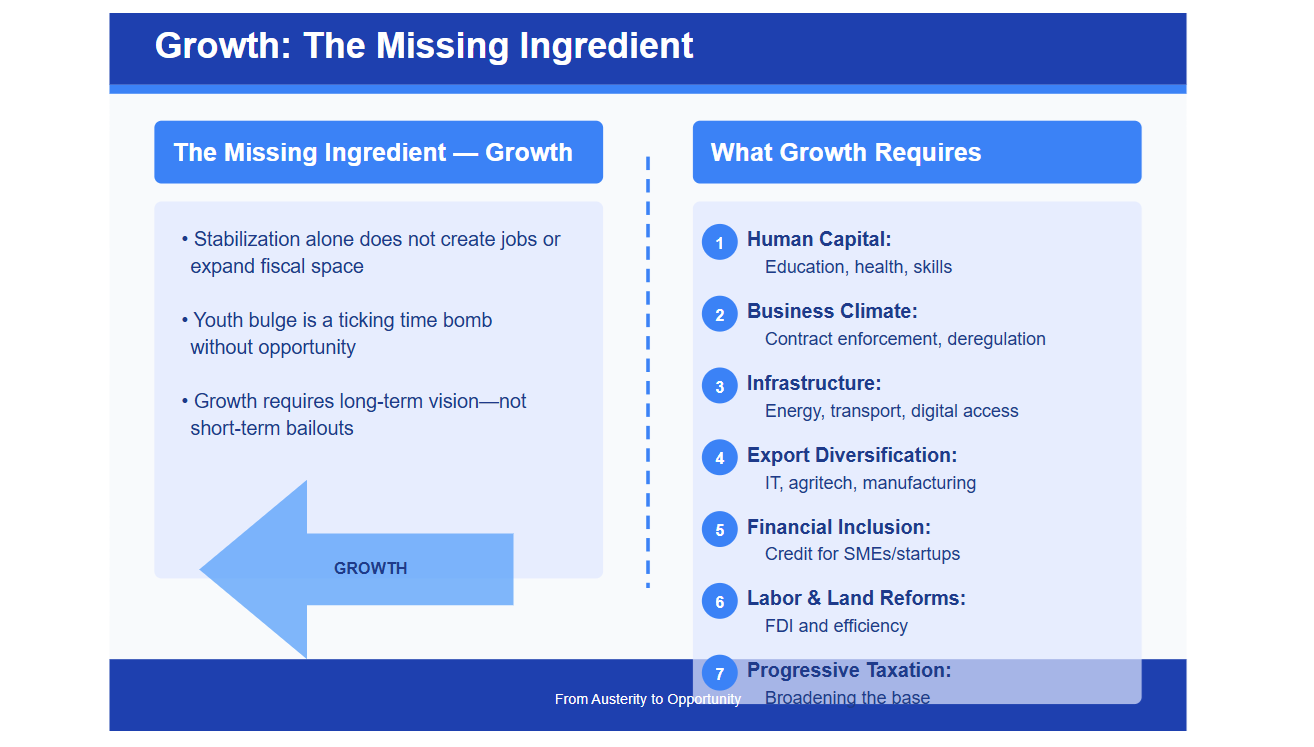 Growth: The Missing Ingredient
The Missing Ingredient — Growth
• Stabilization alone does not create jobs or
expand fiscal space
• Youth bulge is a ticking time bomb
without opportunity
• Growth requires long-term vision—not
short-term bailouts
GROWTH
What Growth Requires
1 Human Capital:
Education, health, skills
2 Business Climate:
Contract enforcement, deregulation
3 Infrastructure:
Energy, transport, digital access
4 Export Diversification:
IT, agritech, manufacturing
5 Financial Inclusion:
Credit for SMEs/startups
6 Labor & Land Reforms:
FDI and efficiency
7 Progressive Taxation:
Broadening the base
From Austerity to Opportunity